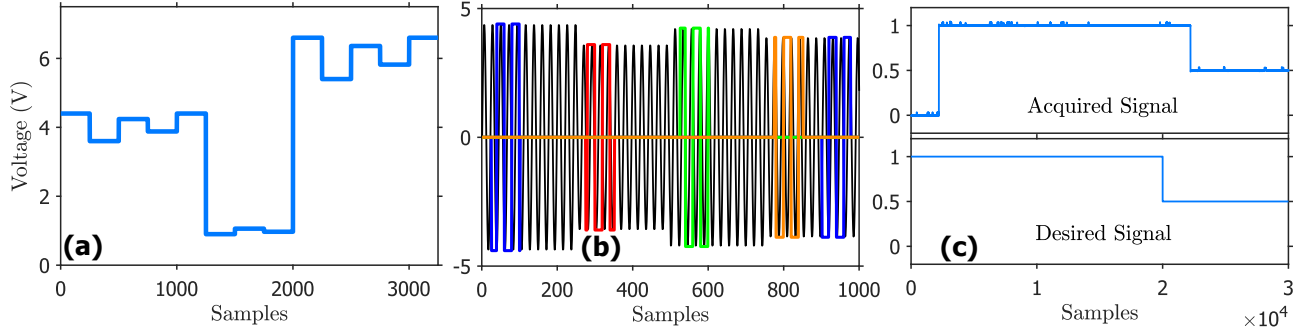 Voltage (V)
6
4
2
0
(a)
0 1000 2000 3000
Samples
5
0
-5
(b)
0 200 400 600 800 1000
Samples
1
0.5
0
Acquired Signal
1
0.5
0
Desired Signal
(c)
0 1 2 3
Samples
×10⁴